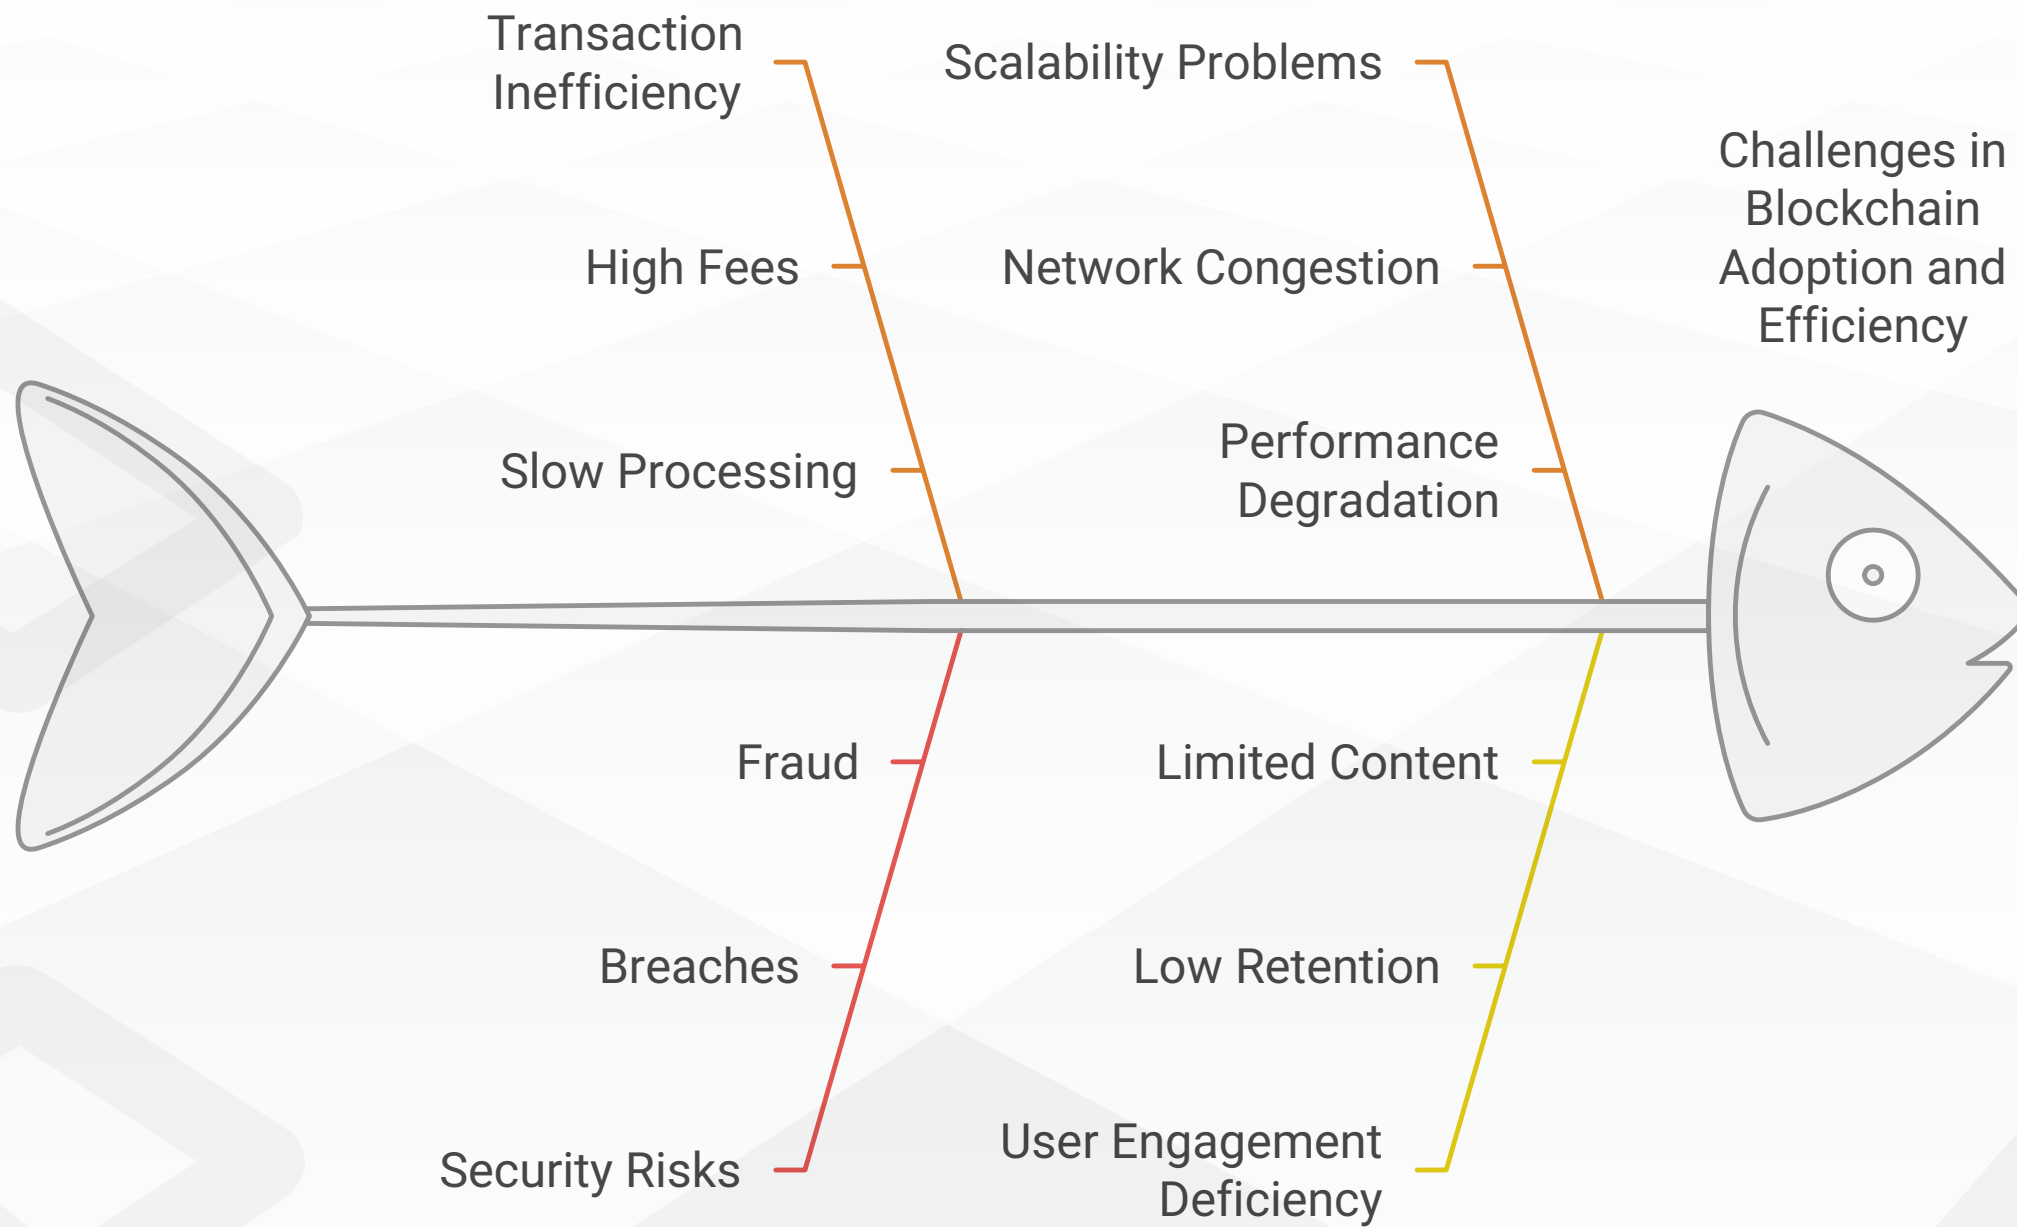 Transaction
Inefficiency
High Fees
Slow Processing
Scalability Problems
Network Congestion
Performance
Degradation
Challenges in
Blockchain
Adoption and
Efficiency
Fraud
Breaches
Security Risks
Limited Content
Low Retention
User Engagement
Deficiency